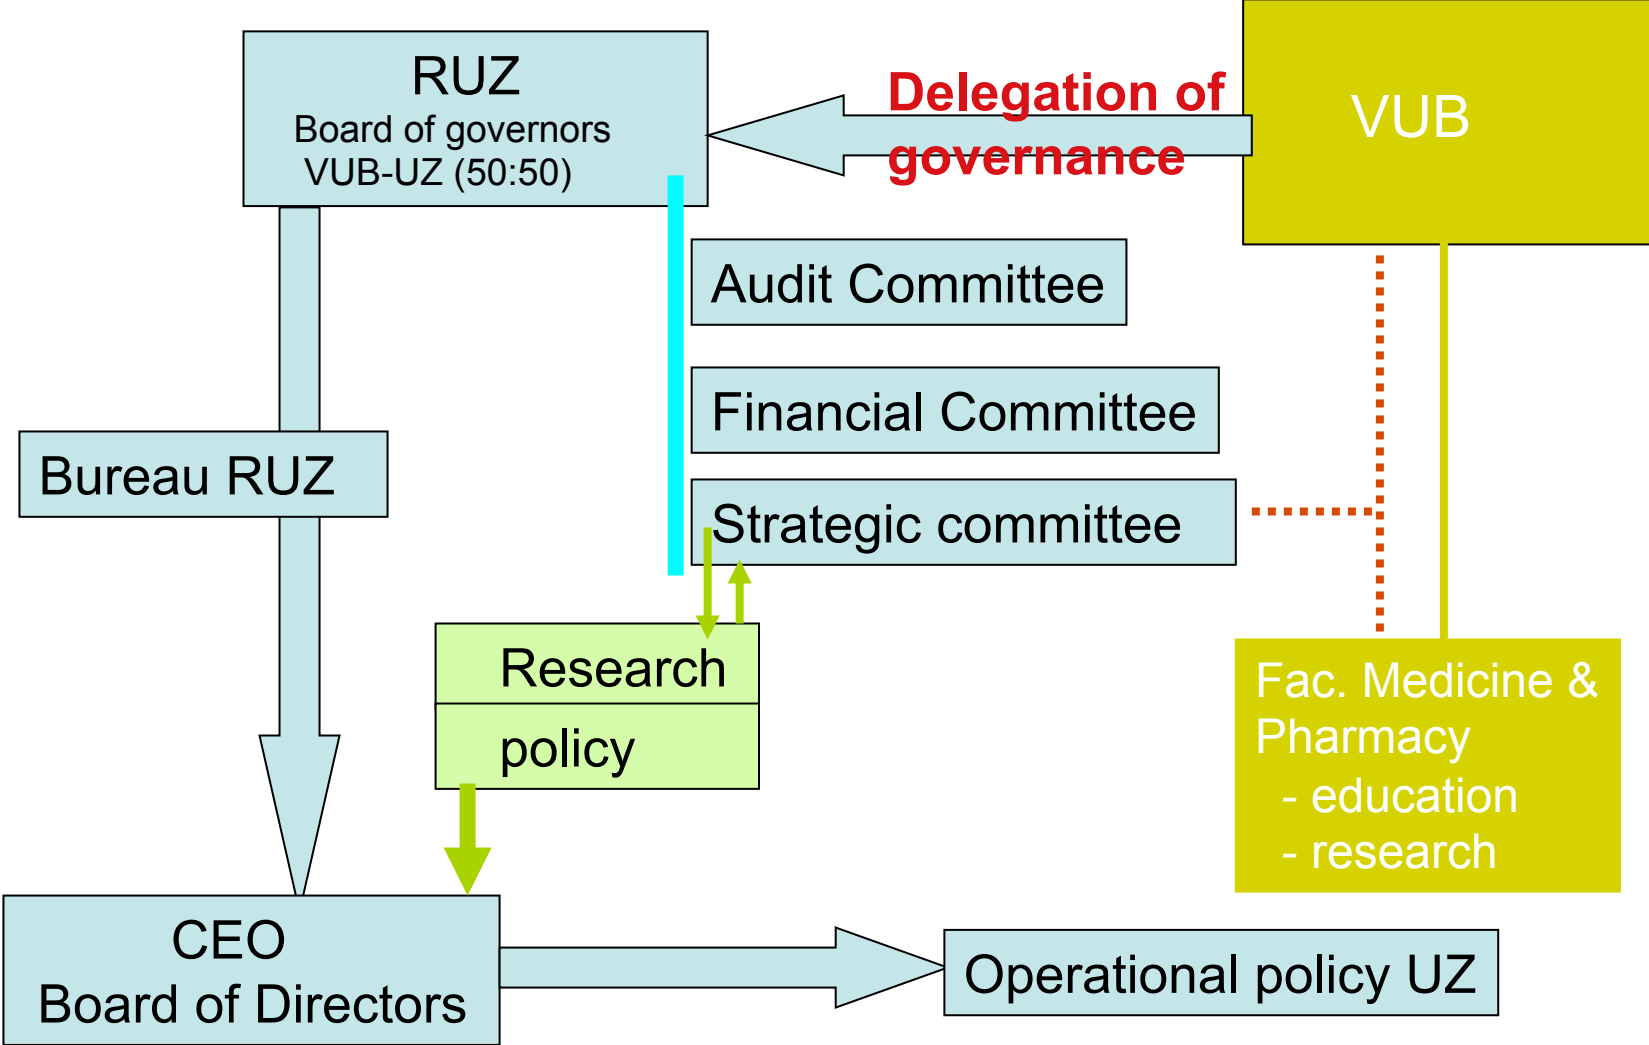 RUZ
Board of governors
VUB-UZ (50:50)
Delegation of
governance
VUB
Audit Committee
Financial Committee
Bureau RUZ
Strategic committee
Research
policy
Fac. Medicine &
Pharmacy
- education
- research
CEO
Board of Directors
Operational policy UZ